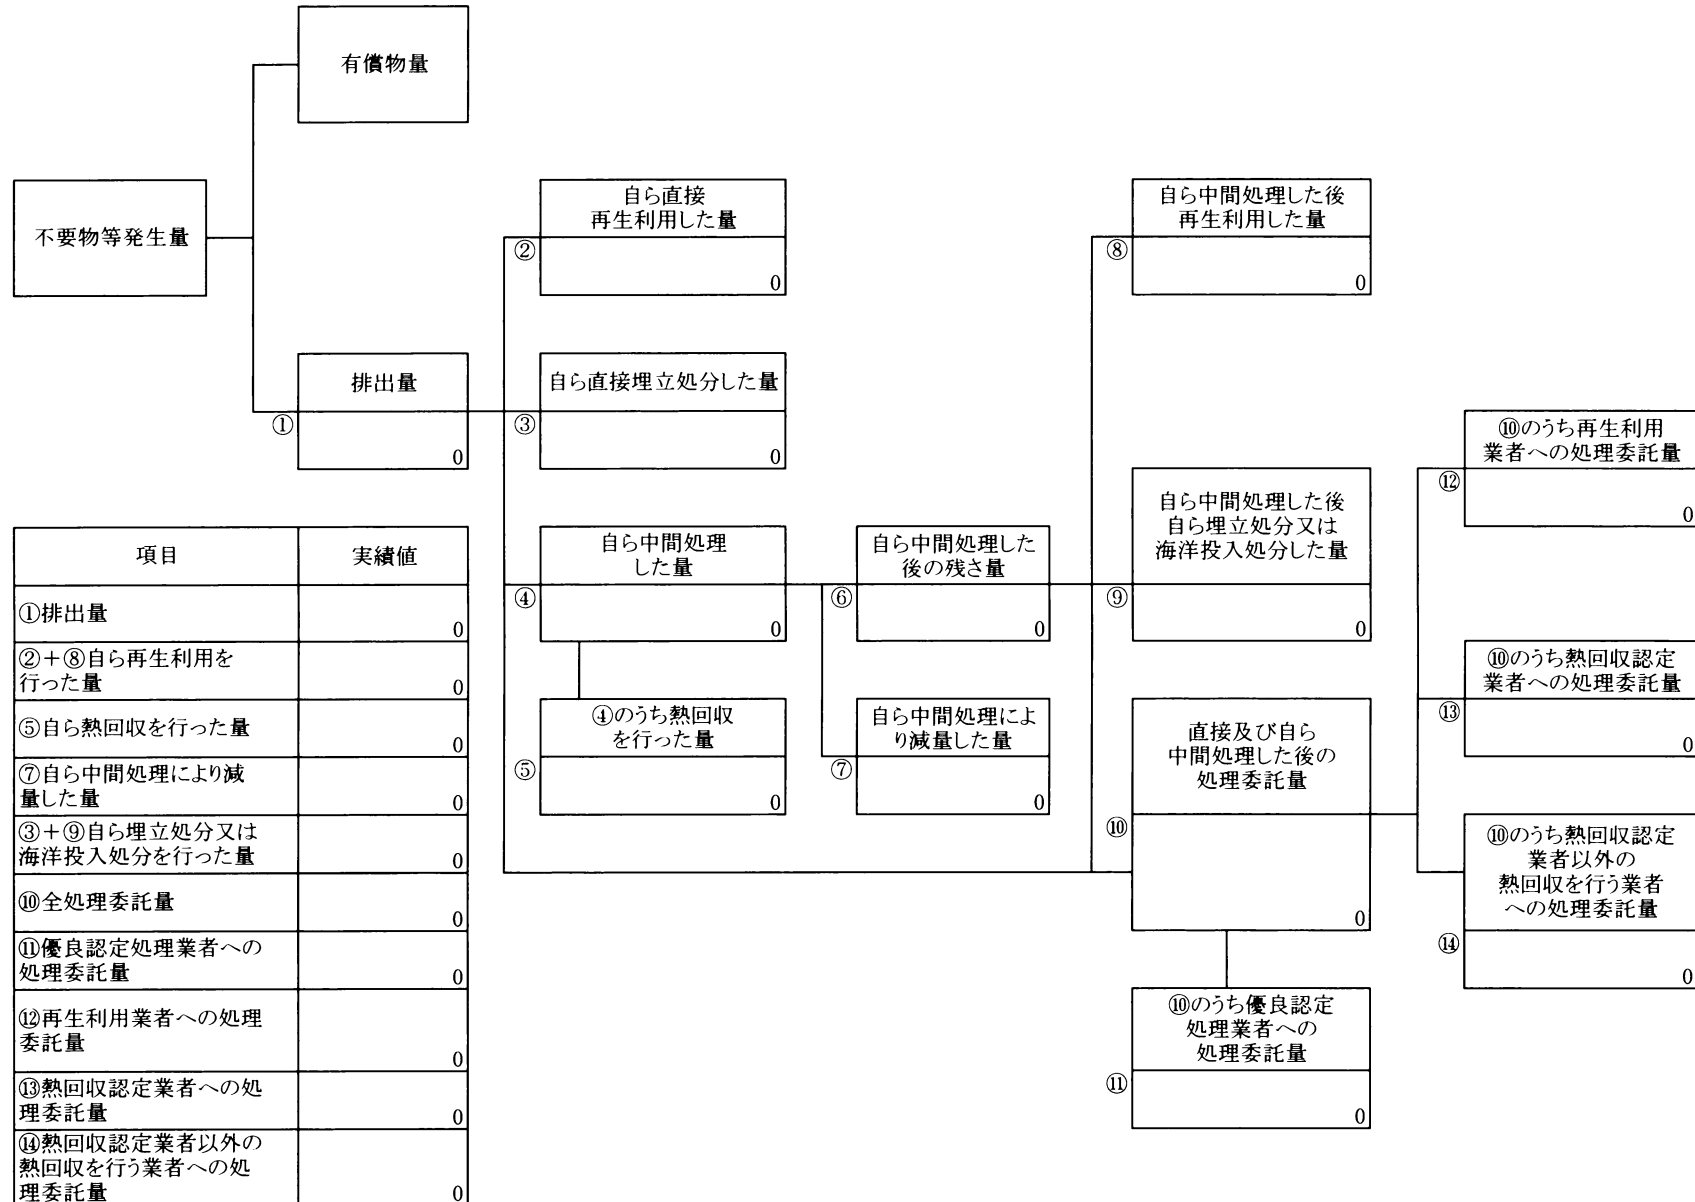 有償物量
不要物等発生量
自ら直接
再生利用した量
②
0
自ら中間処理した後
再生利用した量
⑧
0
排出量
①
0
自ら直接埋立処分した量
③
0
⑩のうち再生利用
業者への処理委託量
⑫
0
自ら中間処理した後
自ら埋立処分又は
海洋投入処分した量
⑨
0
自ら中間処理
した量
④
0
自ら中間処理した
後の残さ量
⑥
0
⑩のうち熱回収認定
業者への処理委託量
⑬
0
④のうち熱回収
を行った量
⑤
0
自ら中間処理によ
り減量した量
⑦
0
直接及び自ら
中間処理した後の
処理委託量
⑩
0
⑩のうち熱回収認定
業者以外の
熱回収を行う業者
への処理委託量
⑭
0
⑩のうち優良認定
処理業者への
処理委託量
⑪
0
項目 実績値
①排出量
0
②+⑧自ら再生利用を
行った量
0
⑤自ら熱回収を行った量
0
⑦自ら中間処理により減
量した量
0
③+⑨自ら埋立処分又は
海洋投入処分を行った量
0
⑩全処理委託量
0
⑪優良認定処理業者への
処理委託量
0
⑫再生利用業者への処理
委託量
0
⑬熱回収認定業者への処
理委託量
0
⑭熱回収認定業者以外の
熱回収を行う業者への処
理委託量
0